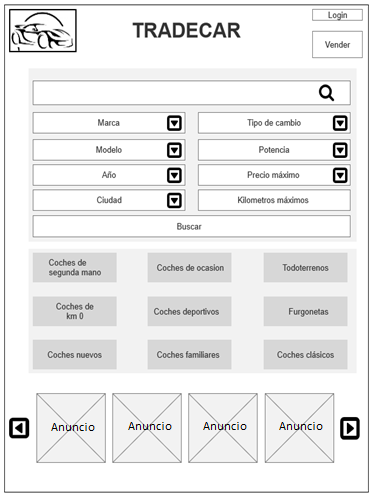 Login
TRADECAR
Vender
Marca
Tipo de cambio
Modelo
Potencia
Año
Precio máximo
Ciudad
Kilometros máximos
Buscar
Coches de
segunda mano
Coches de ocasion
Todoterrenos
Coches de
km 0
Coches deportivos
Furgonetas
Coches nuevos
Coches familiares
Coches clásicos
Anuncio
Anuncio
Anuncio
Anuncio